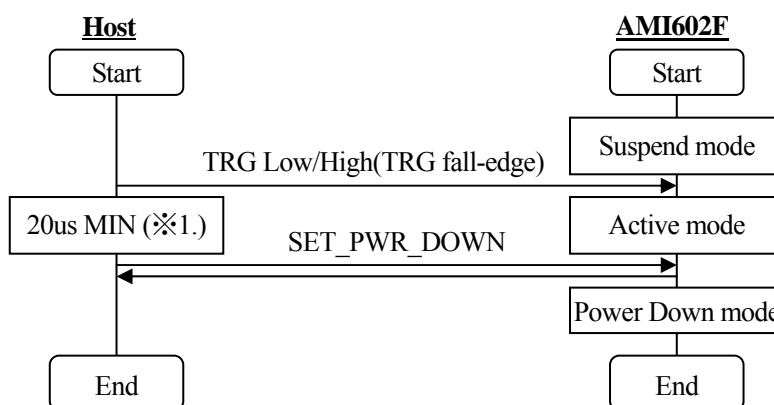 Host
AMI602F
Start
Start
Suspend mode
TRG Low/High(TRG fall-edge)
20us MIN (※1.)
Active mode
SET_PWR_DOWN
Power Down mode
End
End